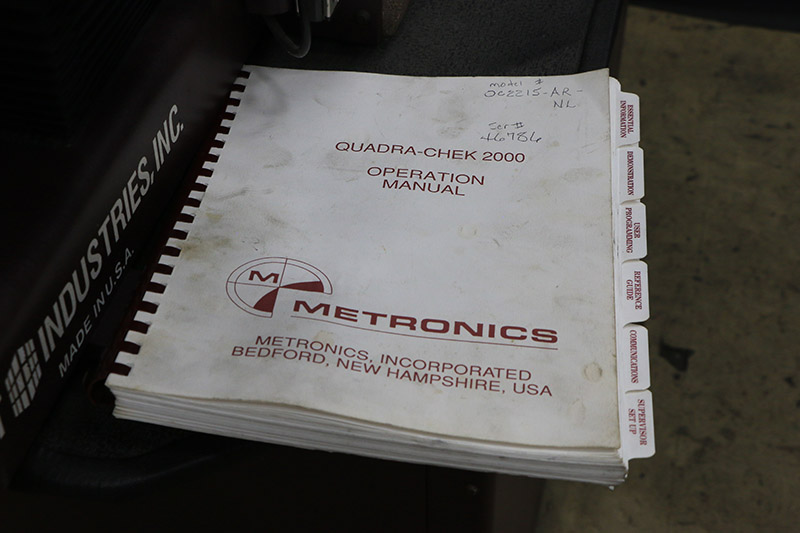 model #
QC2215-AR-
NL
Ser #
46786
QUADRA-CHEK 2000
OPERATION
MANUAL
M
METRONICS
METRONICS, INCORPORATED
BEDFORD, NEW HAMPSHIRE, USA
ESSENTIAL
INFORMATION
DEMONSTRATION
USER
PROGRAMMING
REFERENCE
GUIDE
COMMUNICATIONS
SUPERVISOR
SET UP
INDUSTRIES, INC.
MADE IN U.S.A.